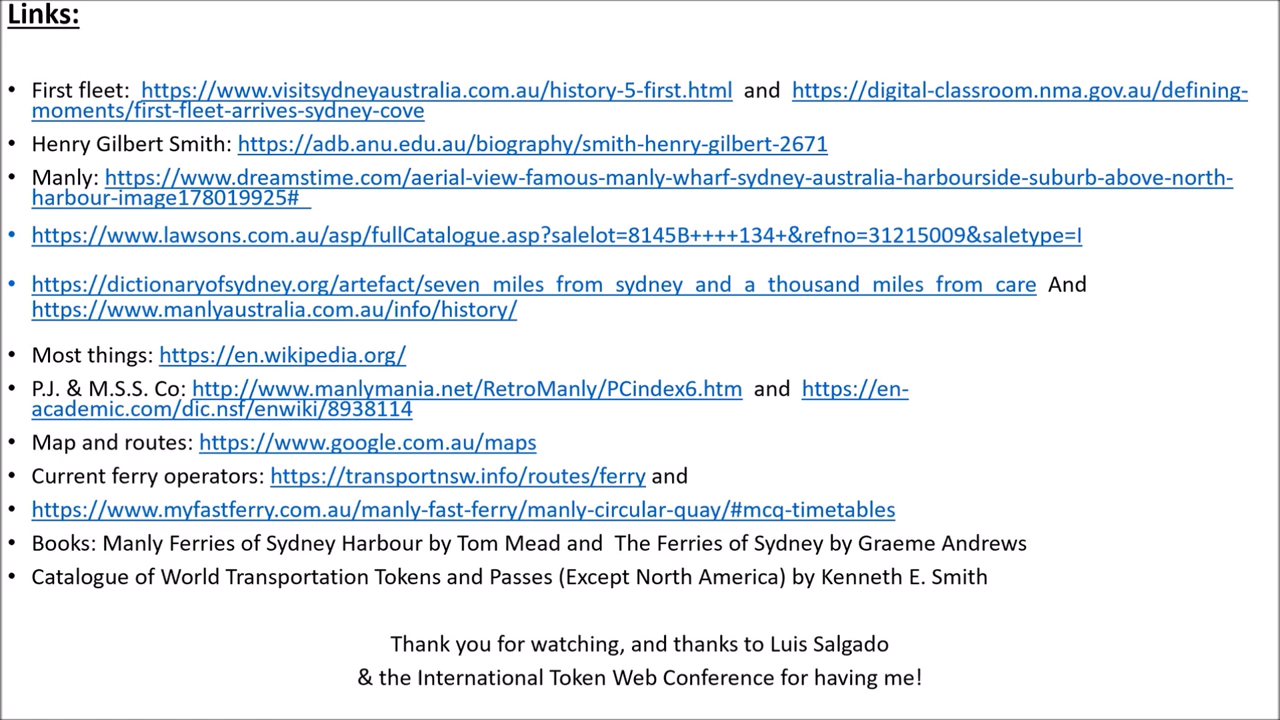 Links:
• First fleet:  https://www.visitsydneyaustralia.com.au/history-5-first.html  and  https://digital-classroom.nma.gov.au/defining-
moments/first-fleet-arrives-sydney-cove
• Henry Gilbert Smith: https://adb.anu.edu.au/biography/smith-henry-gilbert-2671
• Manly: https://www.dreamstime.com/aerial-view-famous-manly-wharf-sydney-australia-harbourside-suburb-above-north-
harbour-image178019925#
• https://www.lawsons.com.au/asp/fullCatalogue.asp?salelot=8145B++++134+&refno=31215009&saletype=I
• https://dictionaryofsydney.org/artefact/seven_miles_from_sydney_and_a_thousand_miles_from_care  And
https://www.manlyaustralia.com.au/info/history/
• Most things: https://en.wikipedia.org/
• P.J. & M.S.S. Co: http://www.manlymania.net/RetroManly/PCindex6.htm  and  https://en-
academic.com/dic.nsf/enwiki/8938114
• Map and routes: https://www.google.com.au/maps
• Current ferry operators: https://transportnsw.info/routes/ferry and
• https://www.myfastferry.com.au/manly-fast-ferry/manly-circular-quay/#mcq-timetables
• Books: Manly Ferries of Sydney Harbour by Tom Mead and  The Ferries of Sydney by Graeme Andrews
• Catalogue of World Transportation Tokens and Passes (Except North America) by Kenneth E. Smith
Thank you for watching, and thanks to Luis Salgado
& the International Token Web Conference for having me!